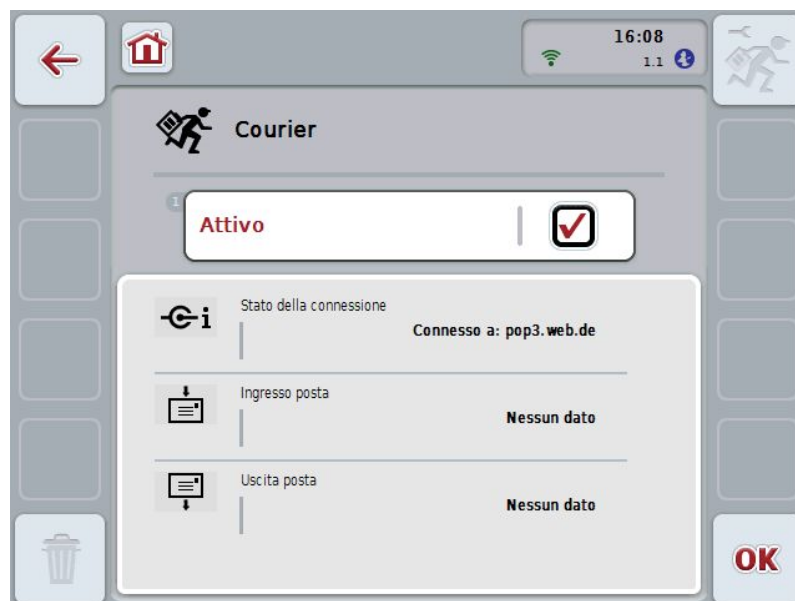 16:08
1.1
Courier
1
Attivo
Stato della connessione
Connesso a: pop3.web.de
Ingresso posta
Nessun dato
Uscita posta
Nessun dato
OK